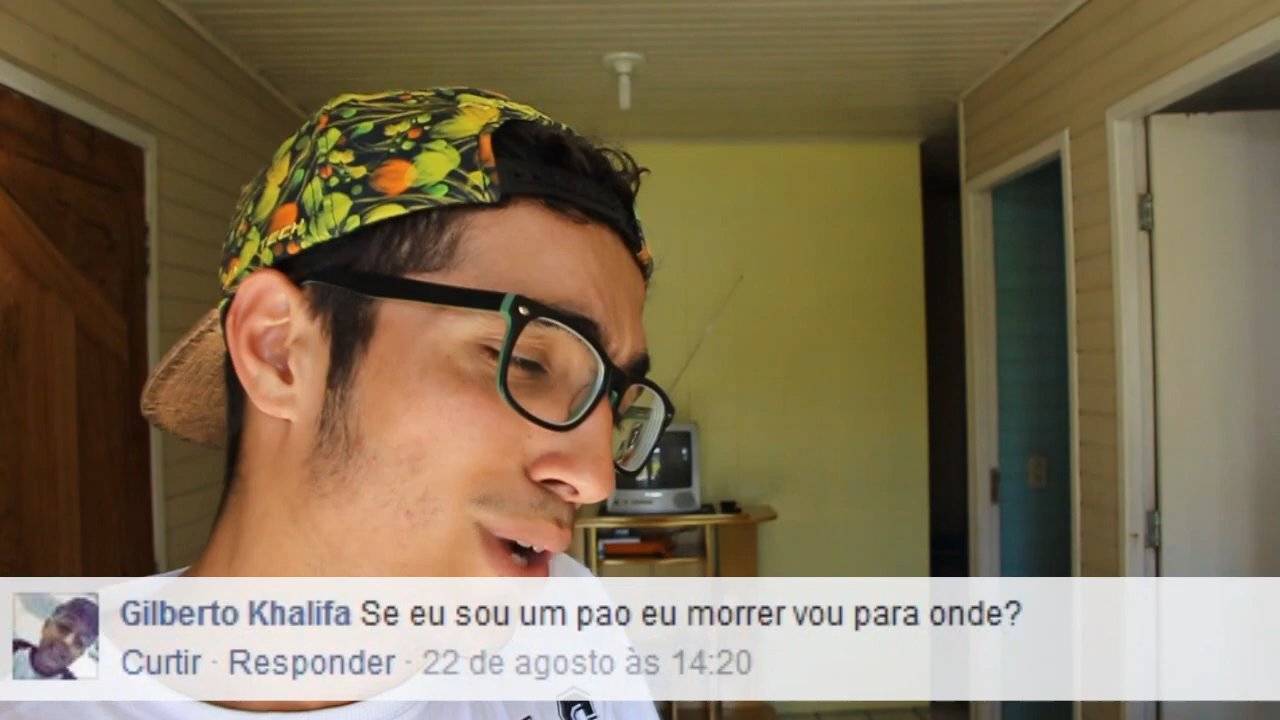 Gilberto Khalifa Se eu sou um pao eu morrer vou para onde?
Curtir · Responder · 22 de agosto às 14:20